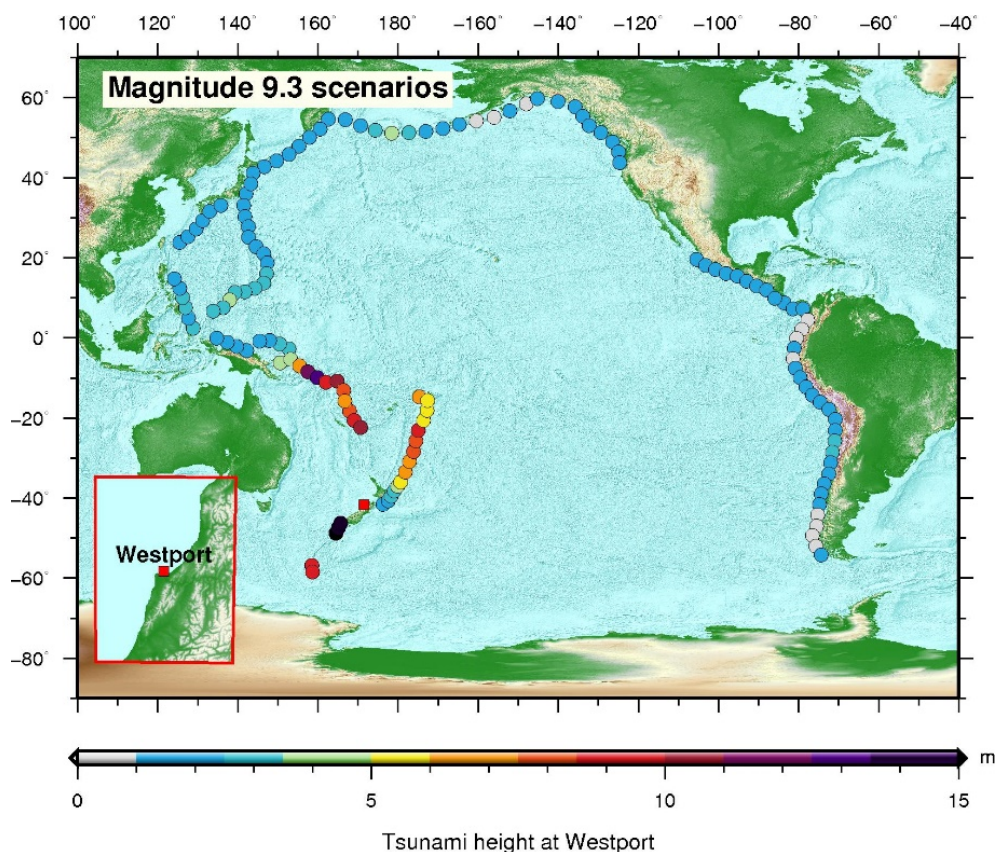 100° 120° 140° 160° 180° −160° −140° −120° −100° −80° −60° −40°
Magnitude 9.3 scenarios
60°
40°
20°
0°
−20°
−40°
−60°
−80°
Westport
m
0 5 10 15
Tsunami height at Westport